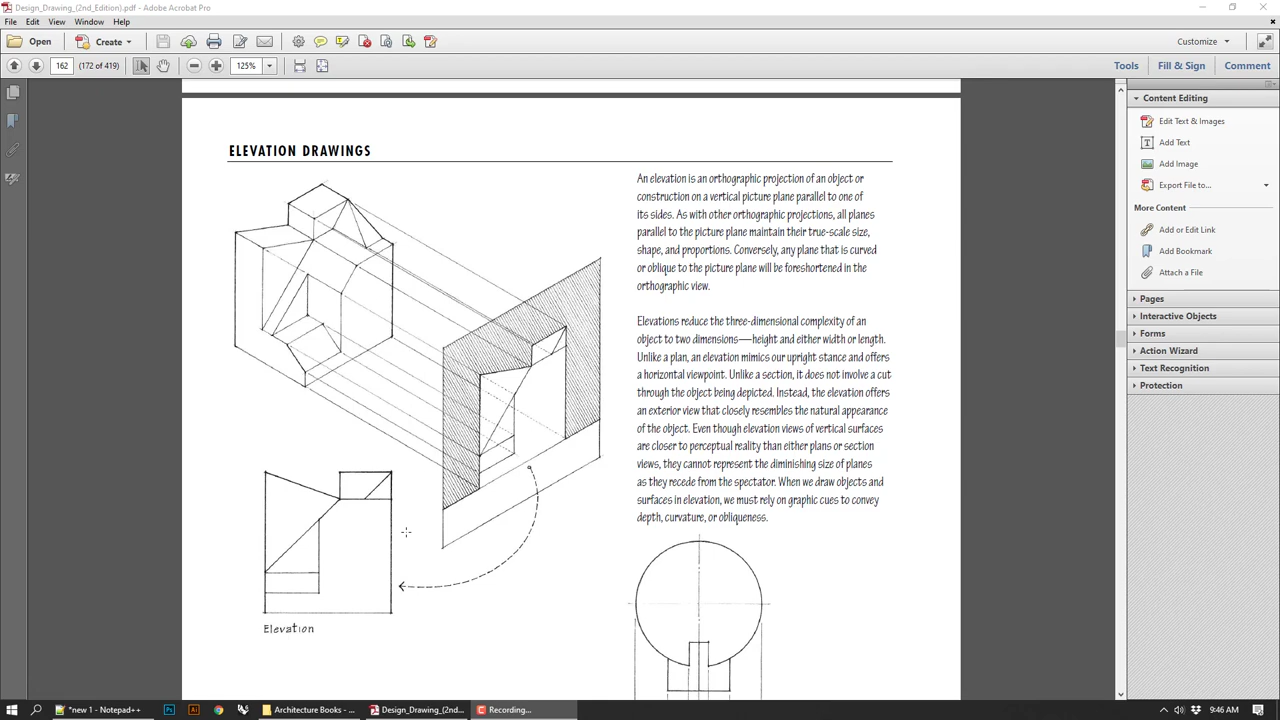 Design_Drawing_(2nd_Edition).pdf - Adobe Acrobat Pro
File Edit View Window Help
Open Create Customize
162 (172 of 419) 125% Tools Fill & Sign Comment
ELEVATION DRAWINGS
An elevation is an orthographic projection of an object or
construction on a vertical picture plane parallel to one of
its sides. As with other orthographic projections, all planes
parallel to the picture plane maintain their true-scale size,
shape, and proportions. Conversely, any plane that is curved
or oblique to the picture plane will be foreshortened in the
orthographic view.
Elevations reduce the three-dimensional complexity of an
object to two dimensions—height and either width or length.
Unlike a plan, an elevation mimics our upright stance and offers
a horizontal viewpoint. Unlike a section, it does not involve a cut
through the object being depicted. Instead, the elevation offers
an exterior view that closely resembles the natural appearance
of the object. Even though elevation views of vertical surfaces
are closer to perceptual reality than either plans or section
views, they cannot represent the diminishing size of planes
as they recede from the spectator. When we draw objects and
surfaces in elevation, we must rely on graphic cues to convey
depth, curvature, or obliqueness.
Elevation
Content Editing
Edit Text & Images
Add Text
Add Image
Export File to...
More Content
Add or Edit Link
Add Bookmark
Attach a File
Pages
Interactive Objects
Forms
Action Wizard
Text Recognition
Protection
*new 1 - Notepad++ Ps Ai Architecture Books - ... Design_Drawing_(2nd... Recording... 9:46 AM